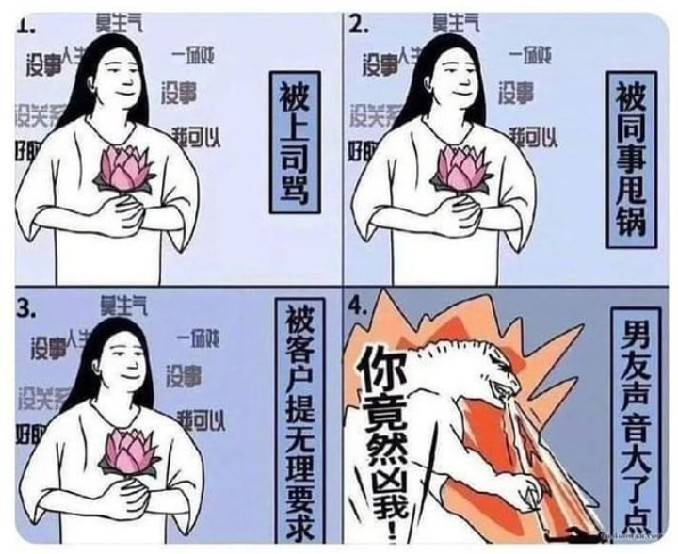 1.
莫生气
没事
人生
一场戏
没事
没关系
我可以
好的
被上司骂
2.
莫生气
没事
人生
一场戏
没事
没关系
我可以
好的
被同事甩锅
3.
莫生气
没事
人生
一场戏
没事
没关系
我可以
好的
被客户提无理要求
4.
你竟然凶我！
男友声音大了点